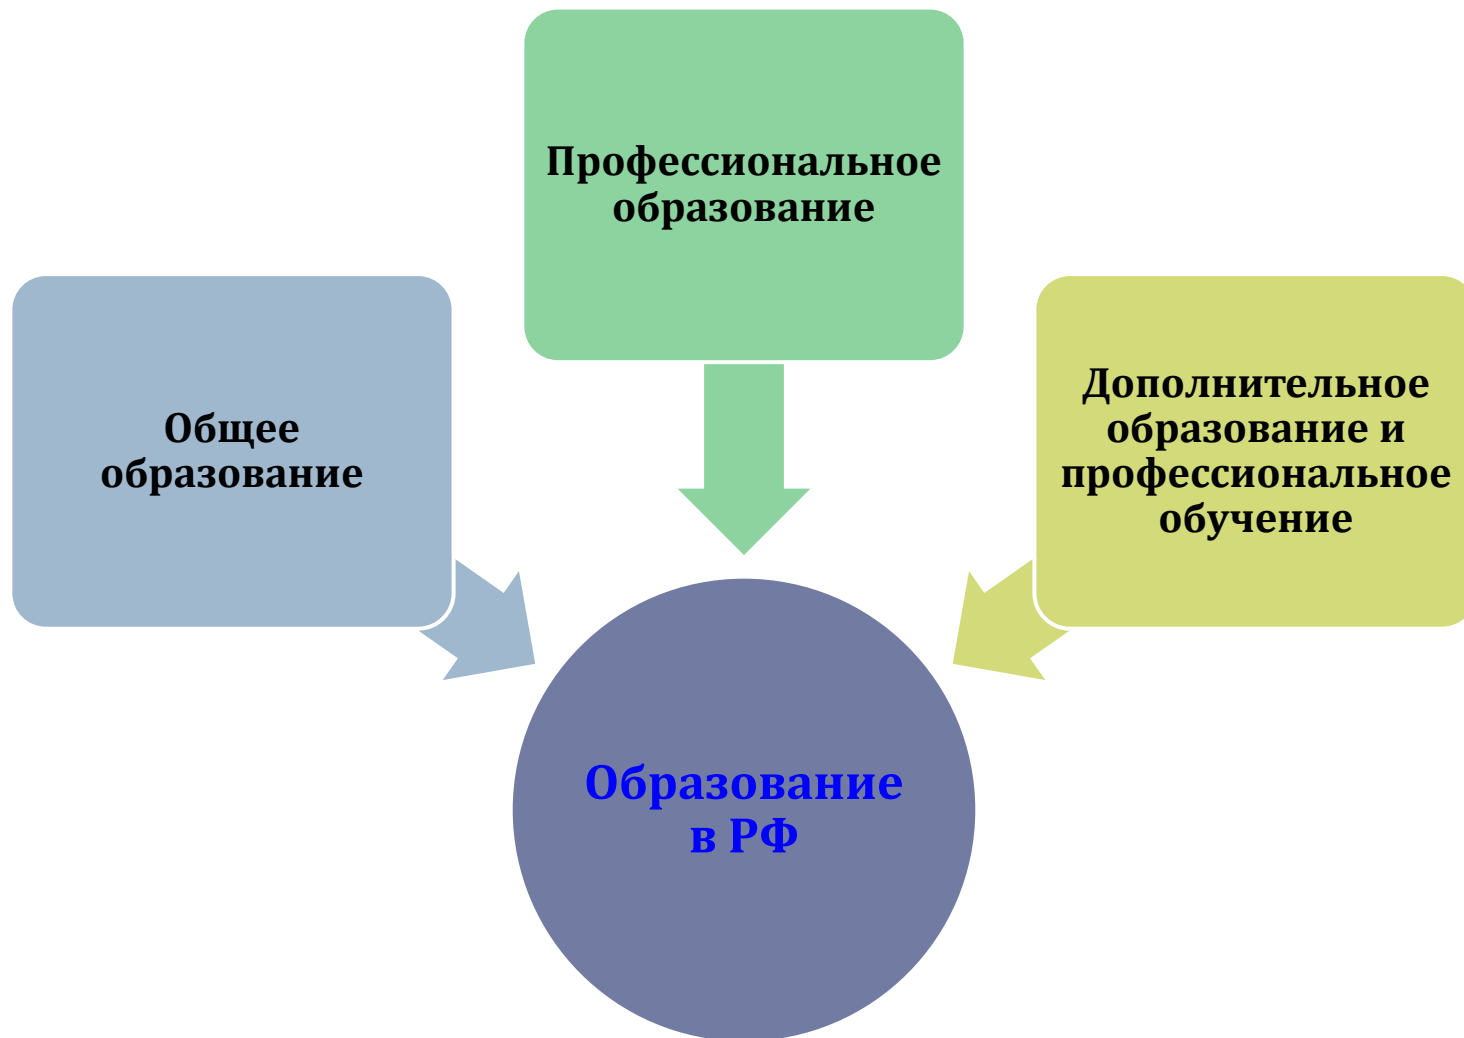 Профессиональное
образование
Общее
образование
Дополнительное
образование и
профессиональное
обучение
Образование
в РФ